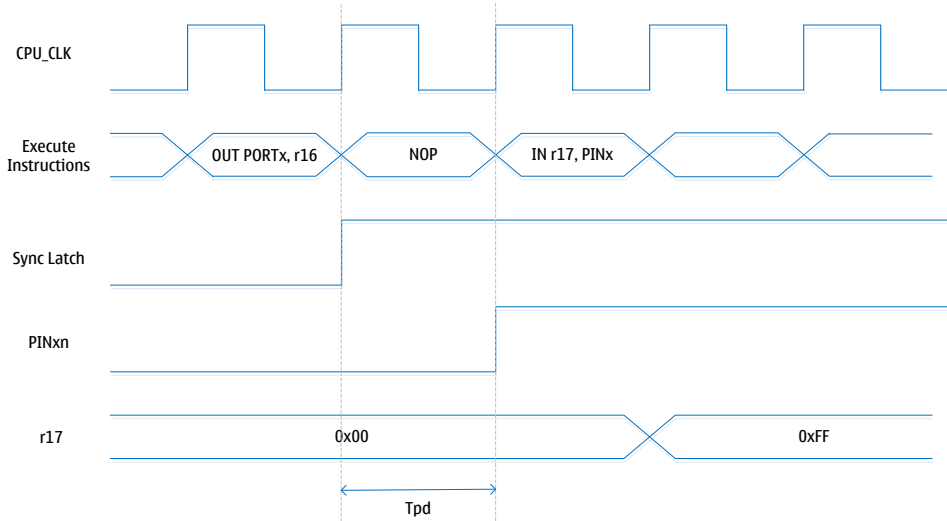 CPU_CLK
Execute
Instructions
OUT PORTx, r16
NOP
IN r17, PINx
Sync Latch
PINxn
r17
0x00
0xFF
Tpd